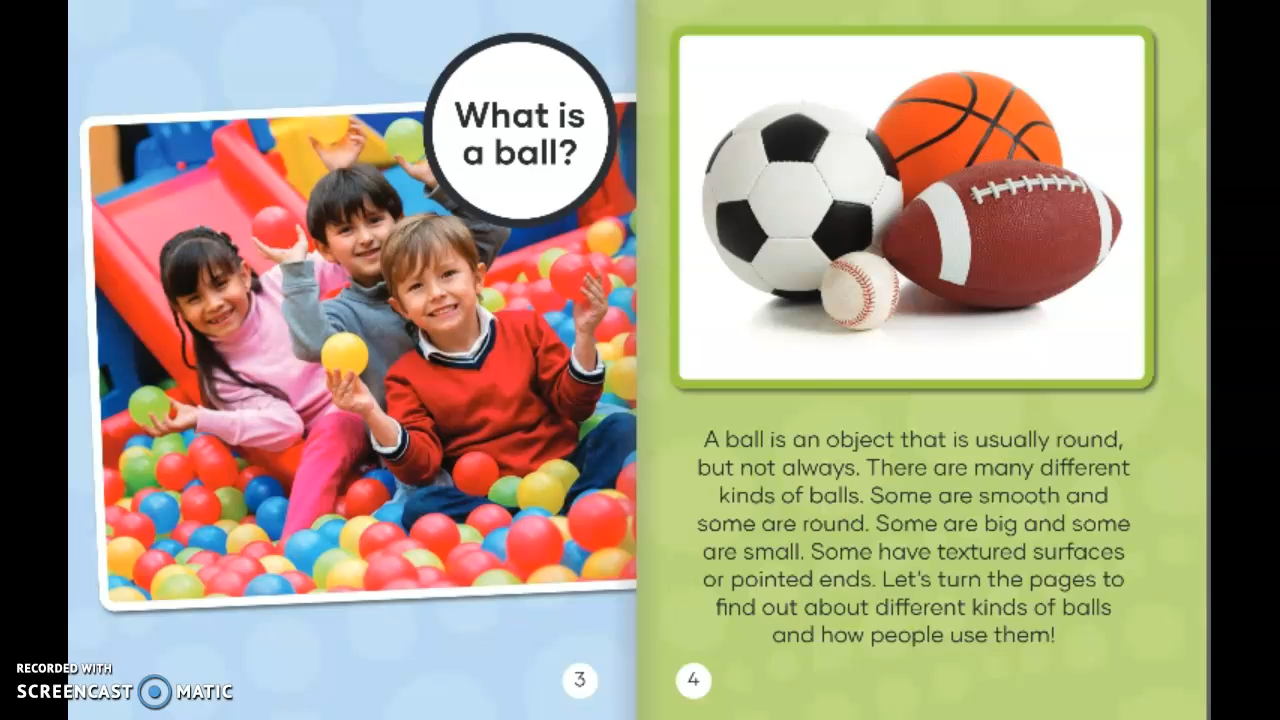 What is
a ball?
A ball is an object that is usually round,
but not always. There are many different
kinds of balls. Some are smooth and
some are round. Some are big and some
are small. Some have textured surfaces
or pointed ends. Let's turn the pages to
find out about different kinds of balls
and how people use them!
3
4
RECORDED WITH
SCREENCAST MATIC